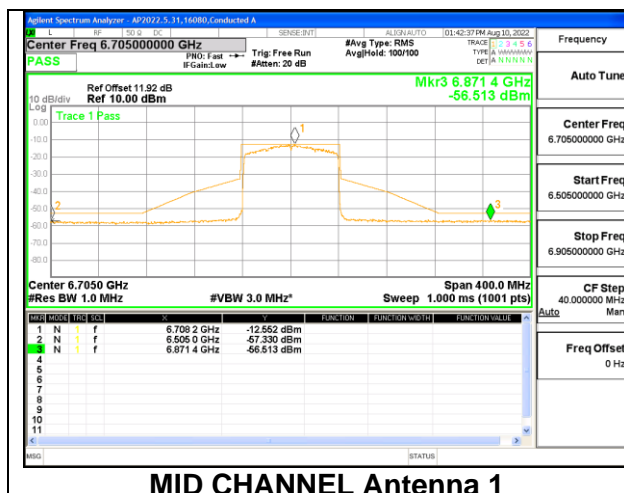 Agilent Spectrum Analyzer - AP2022.5.31,16080,Conducted A
L RF 50 Ω DC SENSE:INT ALIGN AUTO 01:42:37 PM Aug 10, 2022
Center Freq 6.705000000 GHz #Avg Type: RMS TRACE 1 2 3 4 5 6
PASS PNO: Fast Trig: Free Run Avg|Hold: 100/100 TYPE A
IFGain:Low #Atten: 20 dB DET A N N N N N
Mkr3 6.871 4 GHz
-56.513 dBm
Ref Offset 11.92 dB
10 dB/div Ref 10.00 dBm
Log
Trace 1 Pass
0.00
-10.0
-20.0
-30.0
-40.0
-50.0
-60.0
-70.0
-80.0
1
2
3
Center 6.7050 GHz Span 400.0 MHz
#Res BW 1.0 MHz #VBW 3.0 MHz* Sweep 1.000 ms (1001 pts)
MKR MODE TRC SCL X Y FUNCTION FUNCTION WIDTH FUNCTION VALUE
1 N 1 f 6.708 2 GHz -12.552 dBm
2 N 1 f 6.505 0 GHz -57.330 dBm
3 N 1 f 6.871 4 GHz -56.513 dBm
4
5
6
7
8
9
10
11
MSG STATUS
Frequency
Auto Tune
Center Freq
6.705000000 GHz
Start Freq
6.505000000 GHz
Stop Freq
6.905000000 GHz
CF Step
40.000000 MHz
Auto Man
Freq Offset
0 Hz
MID CHANNEL Antenna 1